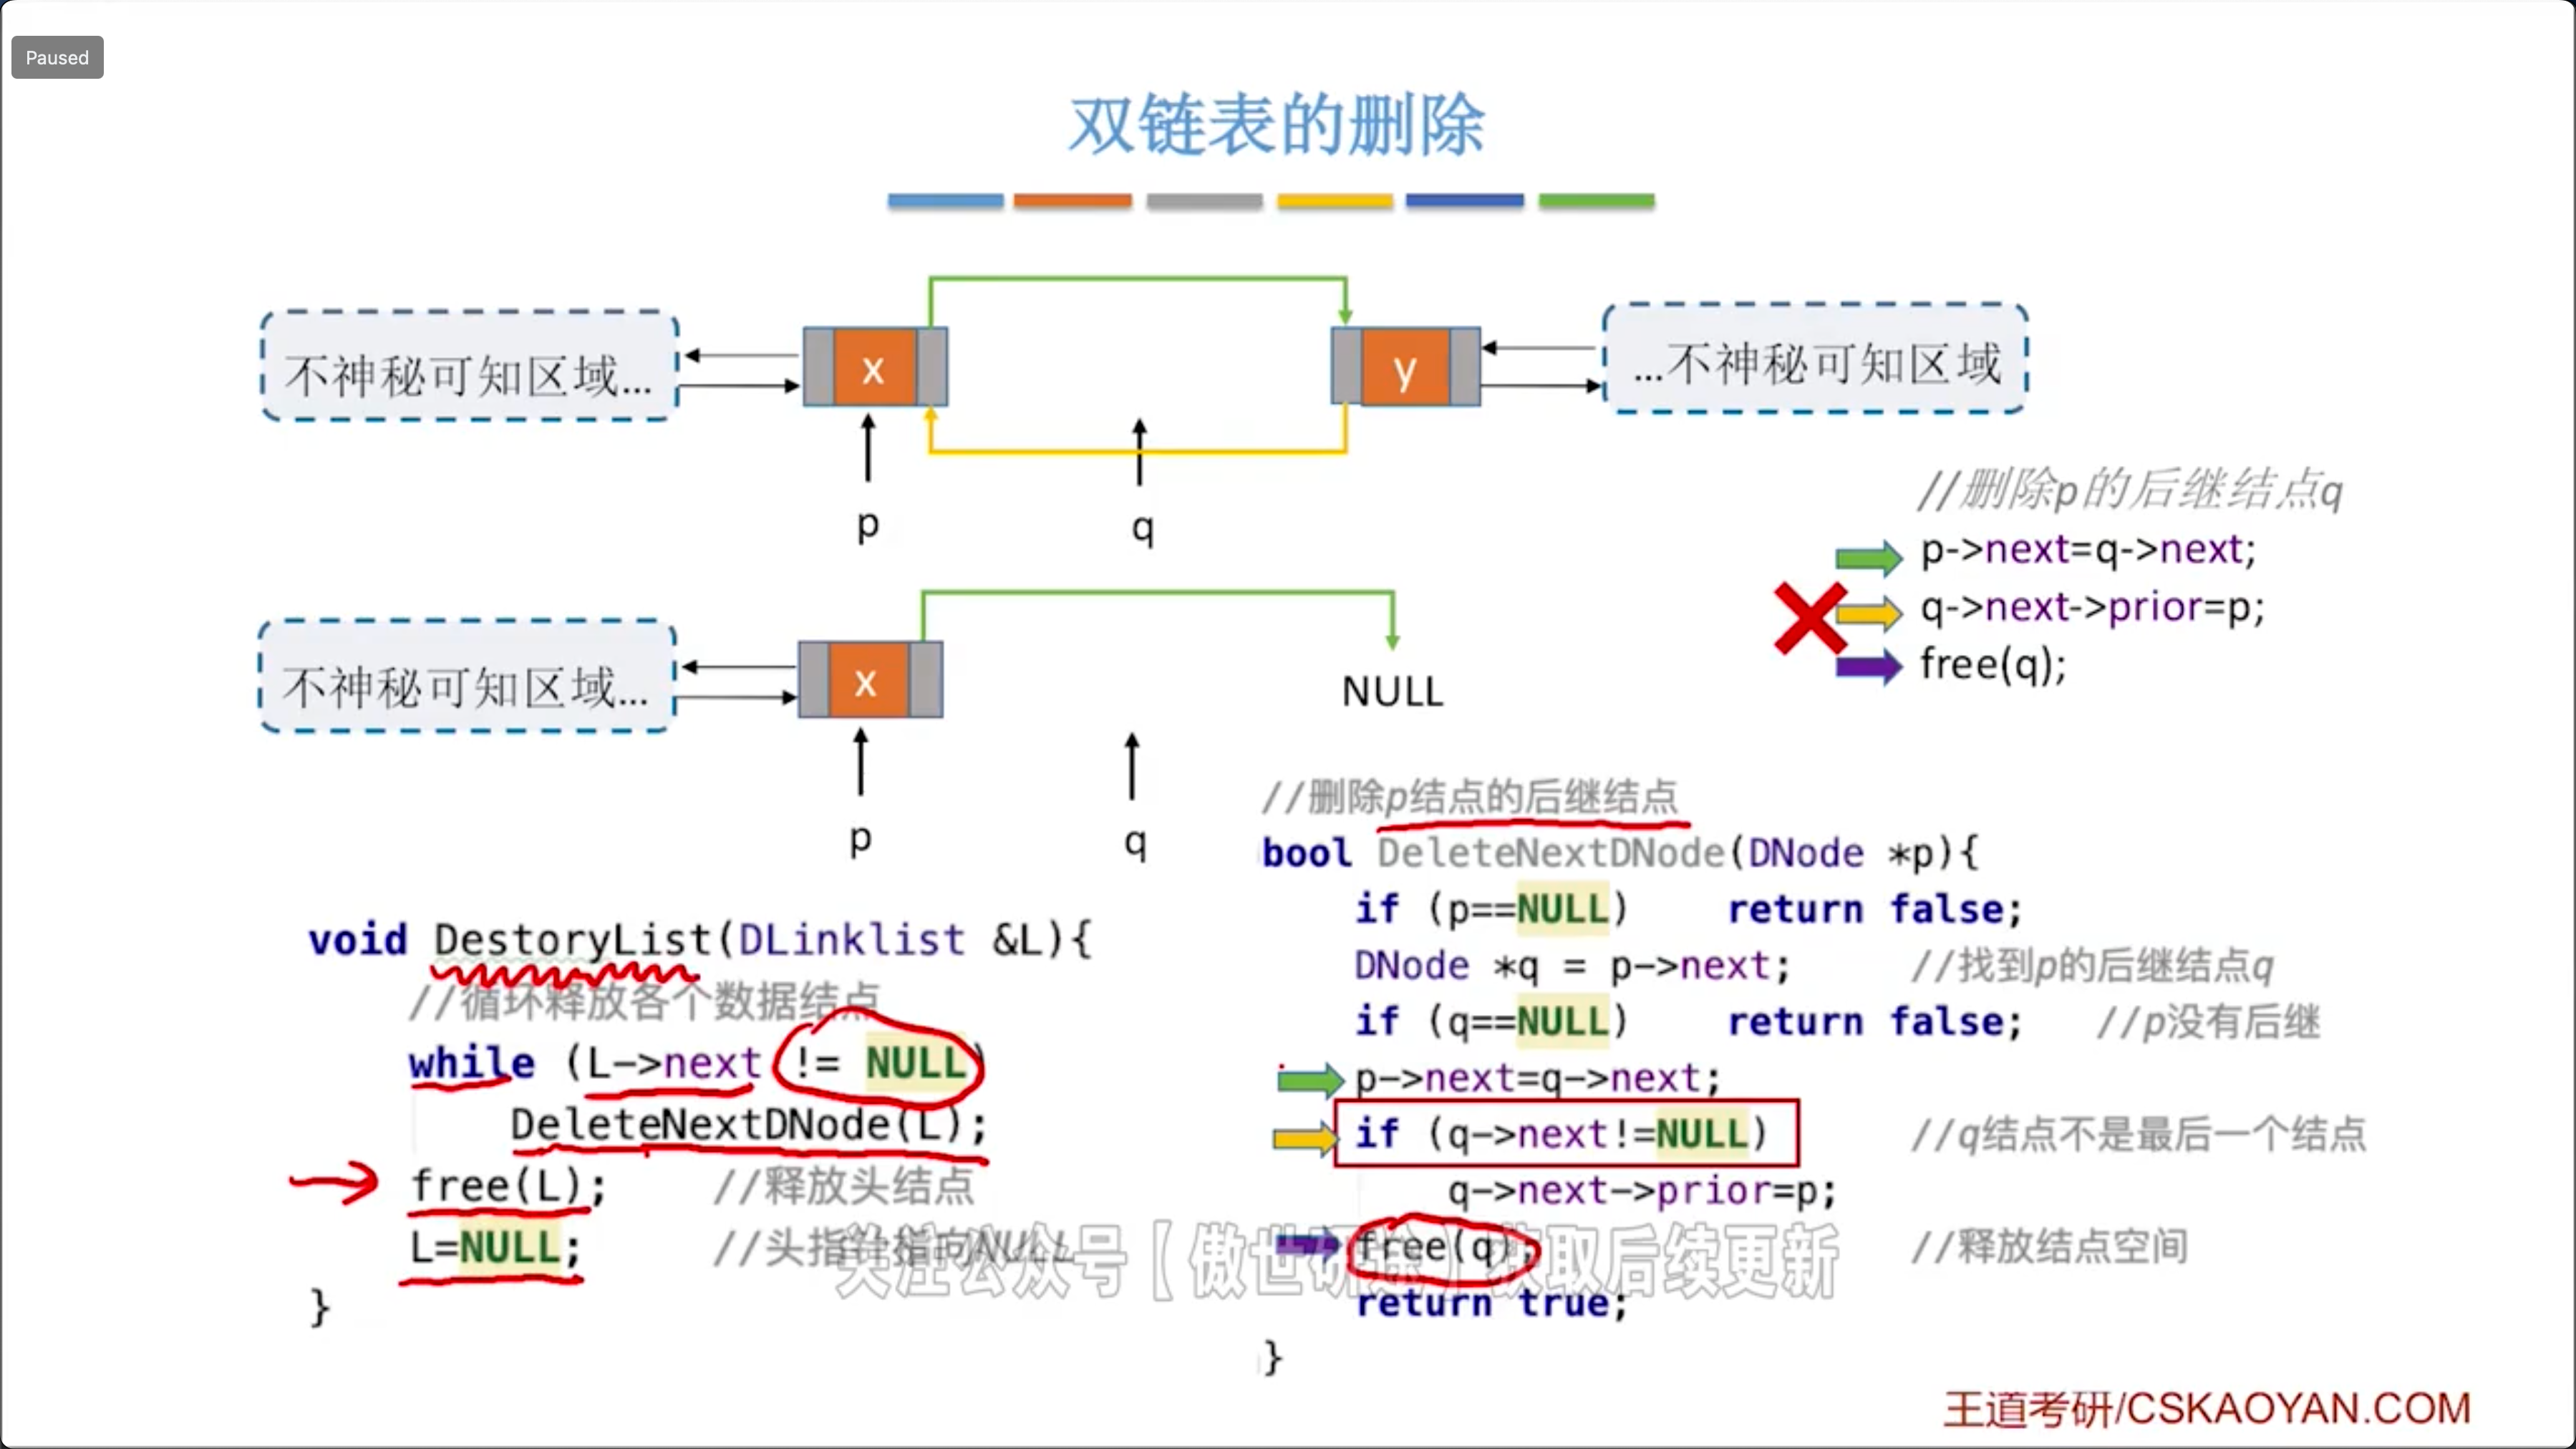 Paused
双链表的删除
不神秘可知区域...
x
y
...不神秘可知区域
p
q
//删除p的后继结点q
p->next=q->next;
q->next->prior=p;
free(q);
不神秘可知区域...
x
NULL
p
q
void DestoryList(DLinklist &L){
//循环释放各个数据结点
while (L->next != NULL)
DeleteNextDNode(L);
free(L); //释放头结点
L=NULL; //头指针指向NULL
}
//删除p结点的后继结点
bool DeleteNextDNode(DNode *p){
if (p==NULL) return false;
DNode *q = p->next; //找到p的后继结点q
if (q==NULL) return false; //p没有后继
p->next=q->next;
if (q->next!=NULL) //q结点不是最后一个结点
q->next->prior=p;
free(q); //释放结点空间
return true;
}
关注公众号【傲世研途】获取后续更新
王道考研/CSKAOYAN.COM